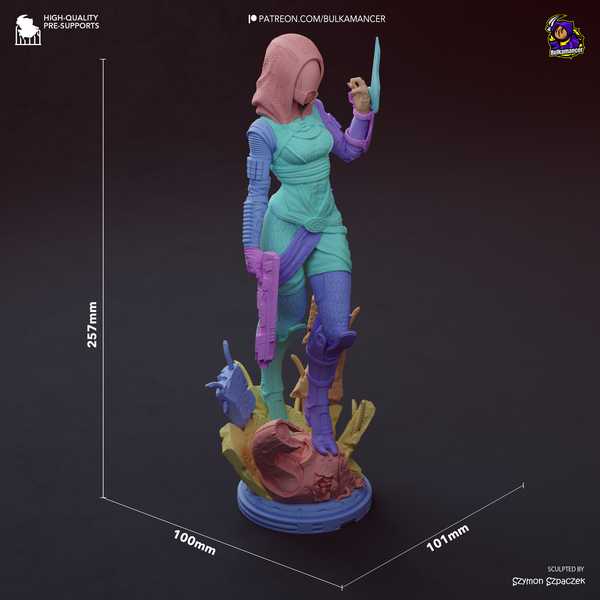 HIGH-QUALITY
PRE-SUPPORTS
PATREON.COM/BULKAMANCER
Bulkamancer
257mm
100mm
101mm
SCULPTED BY
Szymon Szpaczek